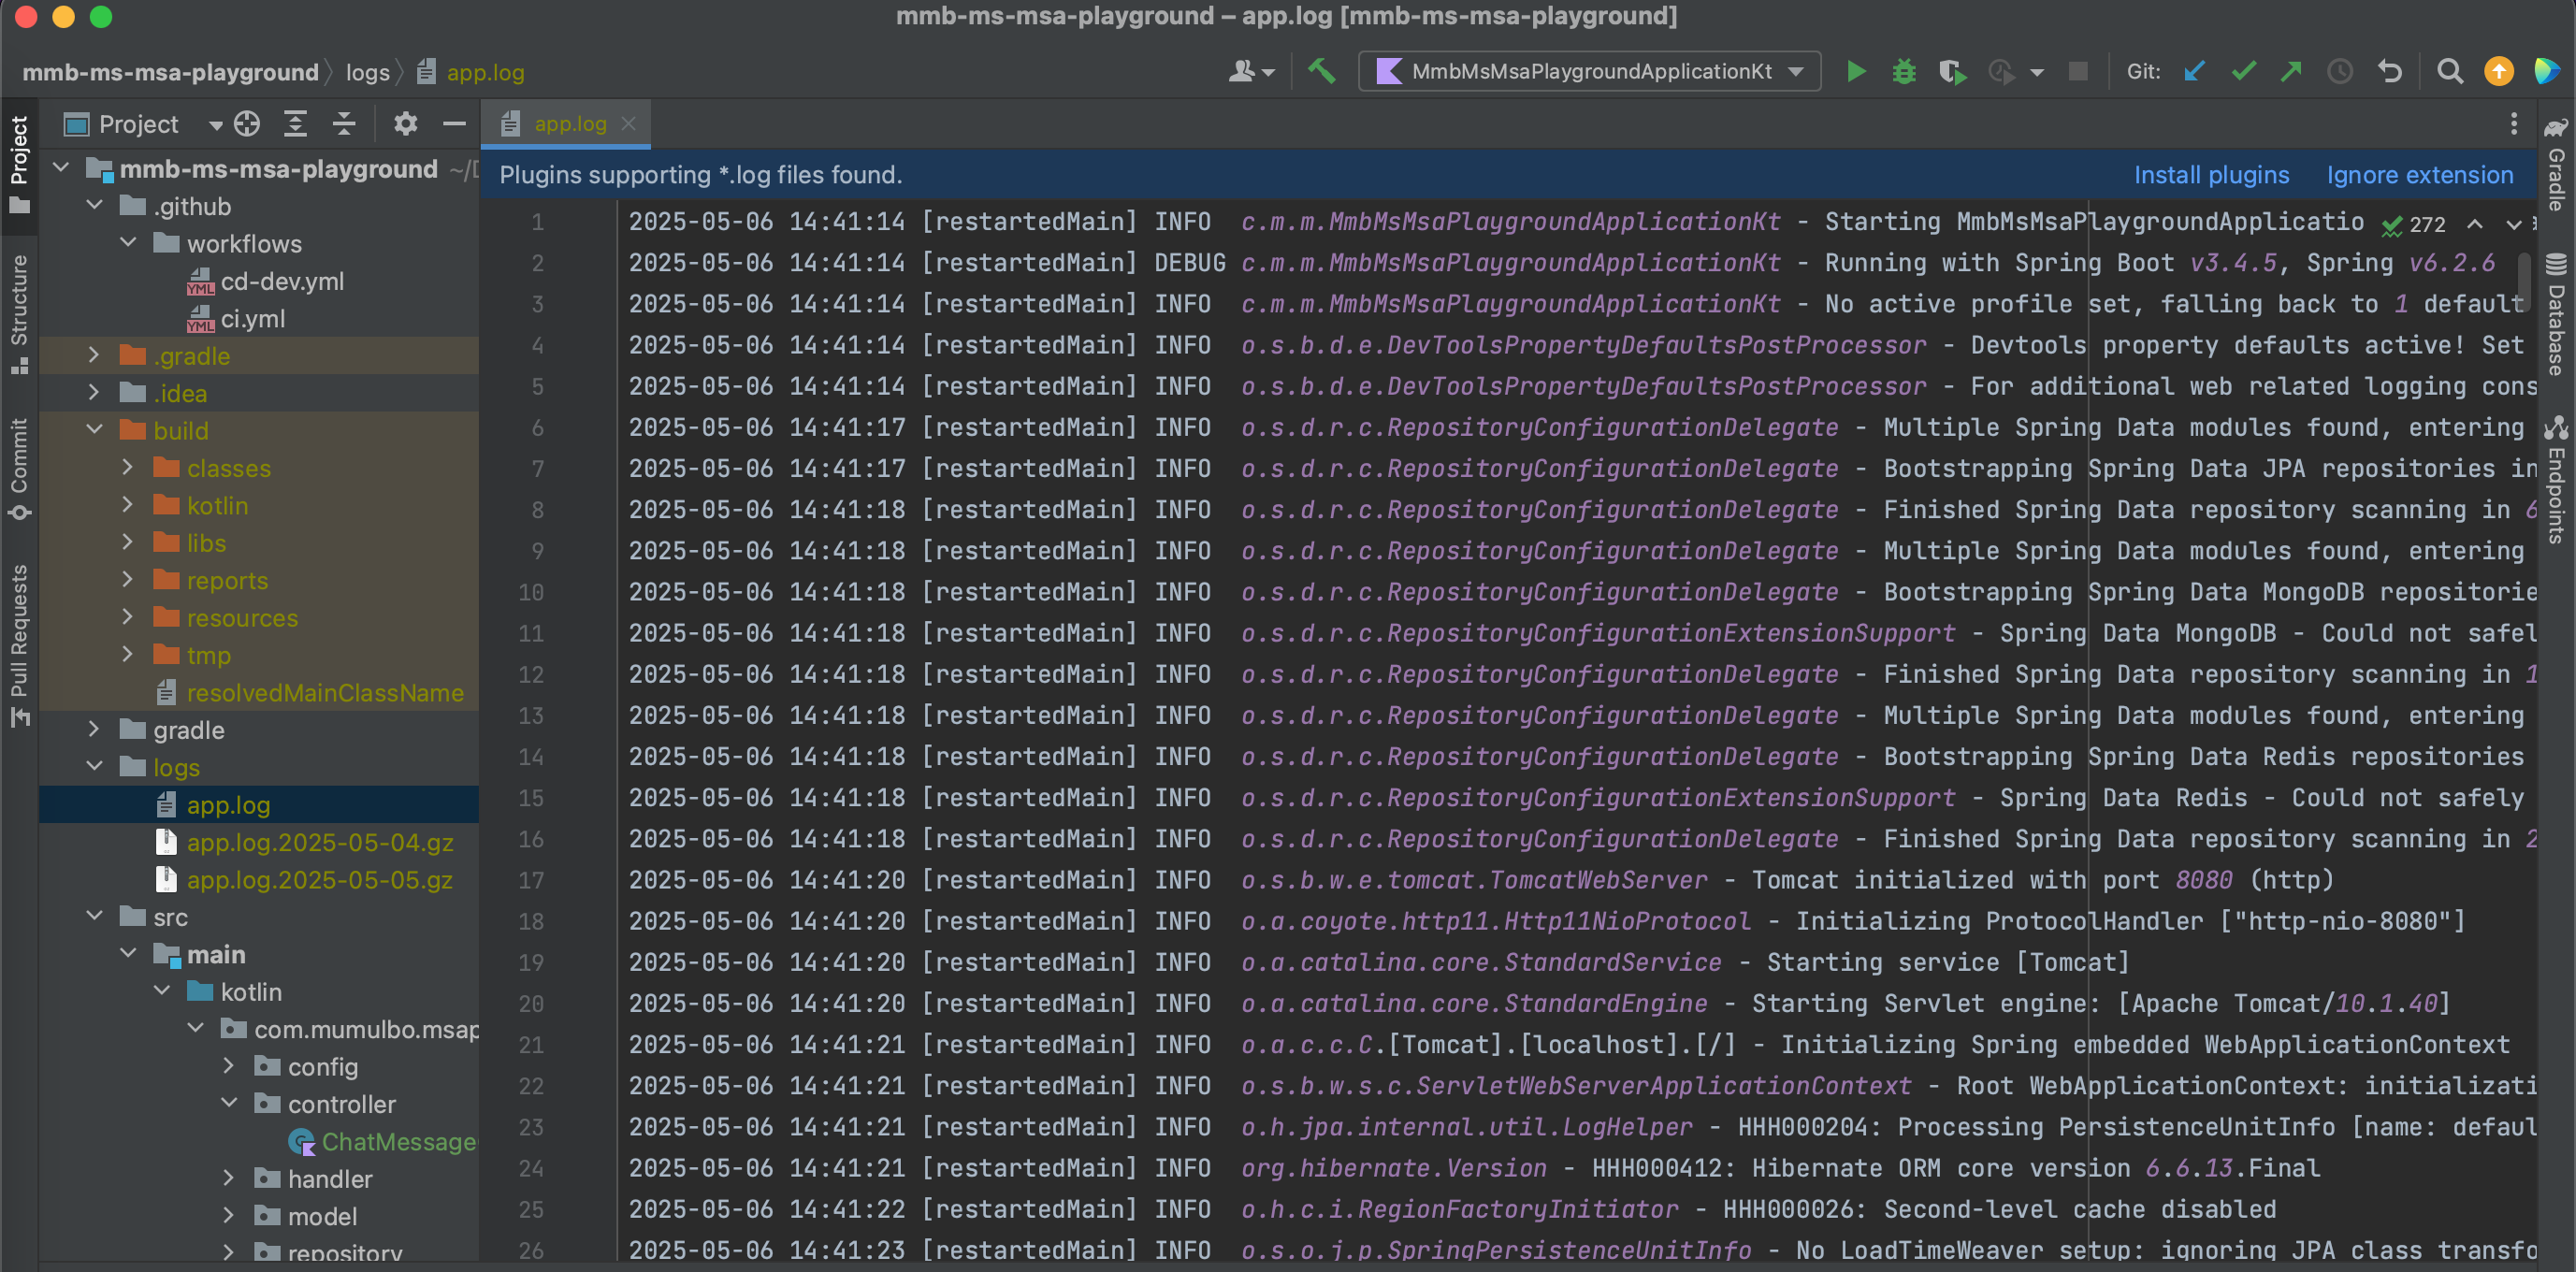 mmb-ms-msa-playground – app.log [mmb-ms-msa-playground]
mmb-ms-msa-playground
logs
app.log
MmbMsMsaPlaygroundApplicationKt
Git:
Project
Structure
Commit
Pull Requests
Project
mmb-ms-msa-playground ~/D
.github
workflows
cd-dev.yml
ci.yml
.gradle
.idea
build
classes
kotlin
libs
reports
resources
tmp
resolvedMainClassName
gradle
logs
app.log
app.log.2025-05-04.gz
app.log.2025-05-05.gz
src
main
kotlin
com.mumulbo.msap
config
controller
ChatMessage
handler
model
repository
app.log
Plugins supporting *.log files found.
Install plugins
Ignore extension
272
1 2025-05-06 14:41:14 [restartedMain] INFO c.m.m.MmbMsMsaPlaygroundApplicationKt - Starting MmbMsMsaPlaygroundApplicatio
2 2025-05-06 14:41:14 [restartedMain] DEBUG c.m.m.MmbMsMsaPlaygroundApplicationKt - Running with Spring Boot v3.4.5, Spring v6.2.6
3 2025-05-06 14:41:14 [restartedMain] INFO c.m.m.MmbMsMsaPlaygroundApplicationKt - No active profile set, falling back to 1 default
4 2025-05-06 14:41:14 [restartedMain] INFO o.s.b.d.e.DevToolsPropertyDefaultsPostProcessor - Devtools property defaults active! Set
5 2025-05-06 14:41:14 [restartedMain] INFO o.s.b.d.e.DevToolsPropertyDefaultsPostProcessor - For additional web related logging cons
6 2025-05-06 14:41:17 [restartedMain] INFO o.s.d.r.c.RepositoryConfigurationDelegate - Multiple Spring Data modules found, entering
7 2025-05-06 14:41:17 [restartedMain] INFO o.s.d.r.c.RepositoryConfigurationDelegate - Bootstrapping Spring Data JPA repositories in
8 2025-05-06 14:41:18 [restartedMain] INFO o.s.d.r.c.RepositoryConfigurationDelegate - Finished Spring Data repository scanning in 6
9 2025-05-06 14:41:18 [restartedMain] INFO o.s.d.r.c.RepositoryConfigurationDelegate - Multiple Spring Data modules found, entering
10 2025-05-06 14:41:18 [restartedMain] INFO o.s.d.r.c.RepositoryConfigurationDelegate - Bootstrapping Spring Data MongoDB repositorie
11 2025-05-06 14:41:18 [restartedMain] INFO o.s.d.r.c.RepositoryConfigurationExtensionSupport - Spring Data MongoDB - Could not safel
12 2025-05-06 14:41:18 [restartedMain] INFO o.s.d.r.c.RepositoryConfigurationDelegate - Finished Spring Data repository scanning in 1
13 2025-05-06 14:41:18 [restartedMain] INFO o.s.d.r.c.RepositoryConfigurationDelegate - Multiple Spring Data modules found, entering
14 2025-05-06 14:41:18 [restartedMain] INFO o.s.d.r.c.RepositoryConfigurationDelegate - Bootstrapping Spring Data Redis repositories
15 2025-05-06 14:41:18 [restartedMain] INFO o.s.d.r.c.RepositoryConfigurationExtensionSupport - Spring Data Redis - Could not safely
16 2025-05-06 14:41:18 [restartedMain] INFO o.s.d.r.c.RepositoryConfigurationDelegate - Finished Spring Data repository scanning in 2
17 2025-05-06 14:41:20 [restartedMain] INFO o.s.b.w.e.tomcat.TomcatWebServer - Tomcat initialized with port 8080 (http)
18 2025-05-06 14:41:20 [restartedMain] INFO o.a.coyote.http11.Http11NioProtocol - Initializing ProtocolHandler ["http-nio-8080"]
19 2025-05-06 14:41:20 [restartedMain] INFO o.a.catalina.core.StandardService - Starting service [Tomcat]
20 2025-05-06 14:41:20 [restartedMain] INFO o.a.catalina.core.StandardEngine - Starting Servlet engine: [Apache Tomcat/10.1.40]
21 2025-05-06 14:41:21 [restartedMain] INFO o.a.c.c.C.[Tomcat].[localhost].[/] - Initializing Spring embedded WebApplicationContext
22 2025-05-06 14:41:21 [restartedMain] INFO o.s.b.w.s.c.ServletWebServerApplicationContext - Root WebApplicationContext: initializati
23 2025-05-06 14:41:21 [restartedMain] INFO o.h.jpa.internal.util.LogHelper - HHH000204: Processing PersistenceUnitInfo [name: defaul
24 2025-05-06 14:41:21 [restartedMain] INFO org.hibernate.Version - HHH000412: Hibernate ORM core version 6.6.13.Final
25 2025-05-06 14:41:22 [restartedMain] INFO o.h.c.i.RegionFactoryInitiator - HHH000026: Second-level cache disabled
26 2025-05-06 14:41:23 [restartedMain] INFO o.s.o.j.p.SpringPersistenceUnitInfo - No LoadTimeWeaver setup: ignoring JPA class transfo
Gradle
Database
Endpoints